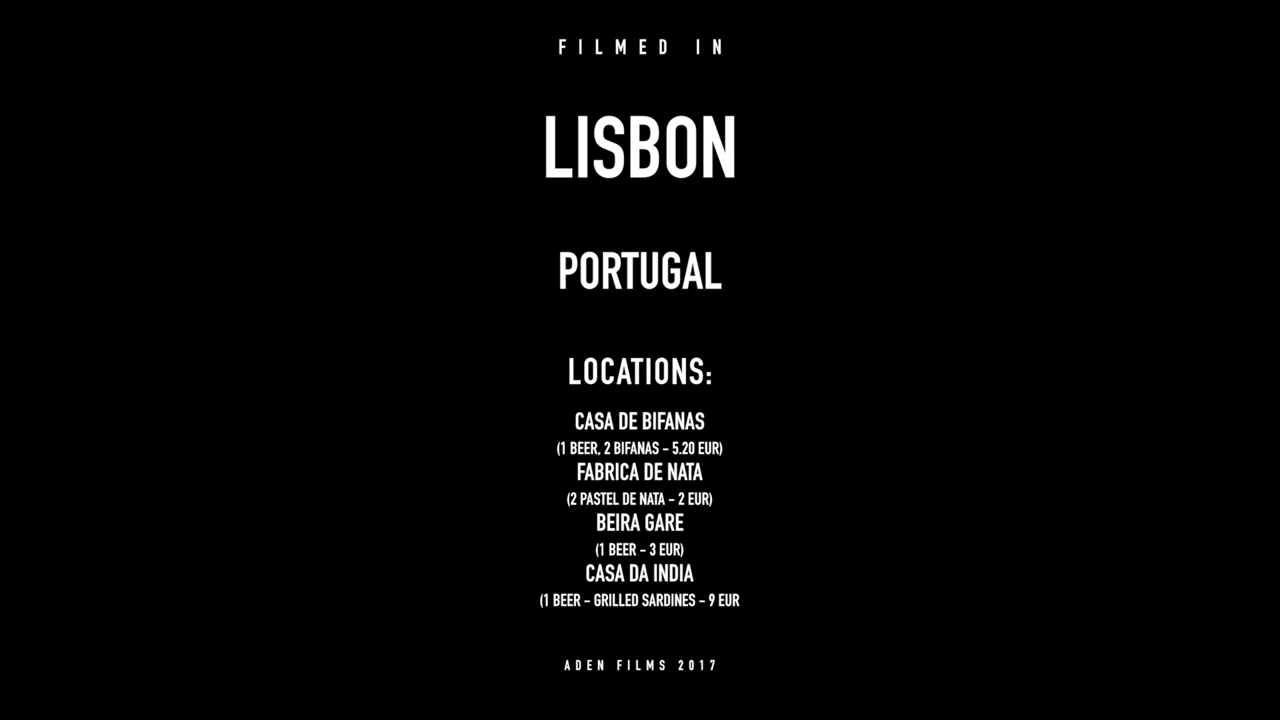 FILMED IN
LISBON
PORTUGAL
LOCATIONS:
CASA DE BIFANAS
(1 BEER, 2 BIFANAS – 5.20 EUR)
FABRICA DE NATA
(2 PASTEL DE NATA – 2 EUR)
BEIRA GARE
(1 BEER – 3 EUR)
CASA DA INDIA
(1 BEER – GRILLED SARDINES – 9 EUR
ADEN FILMS 2017